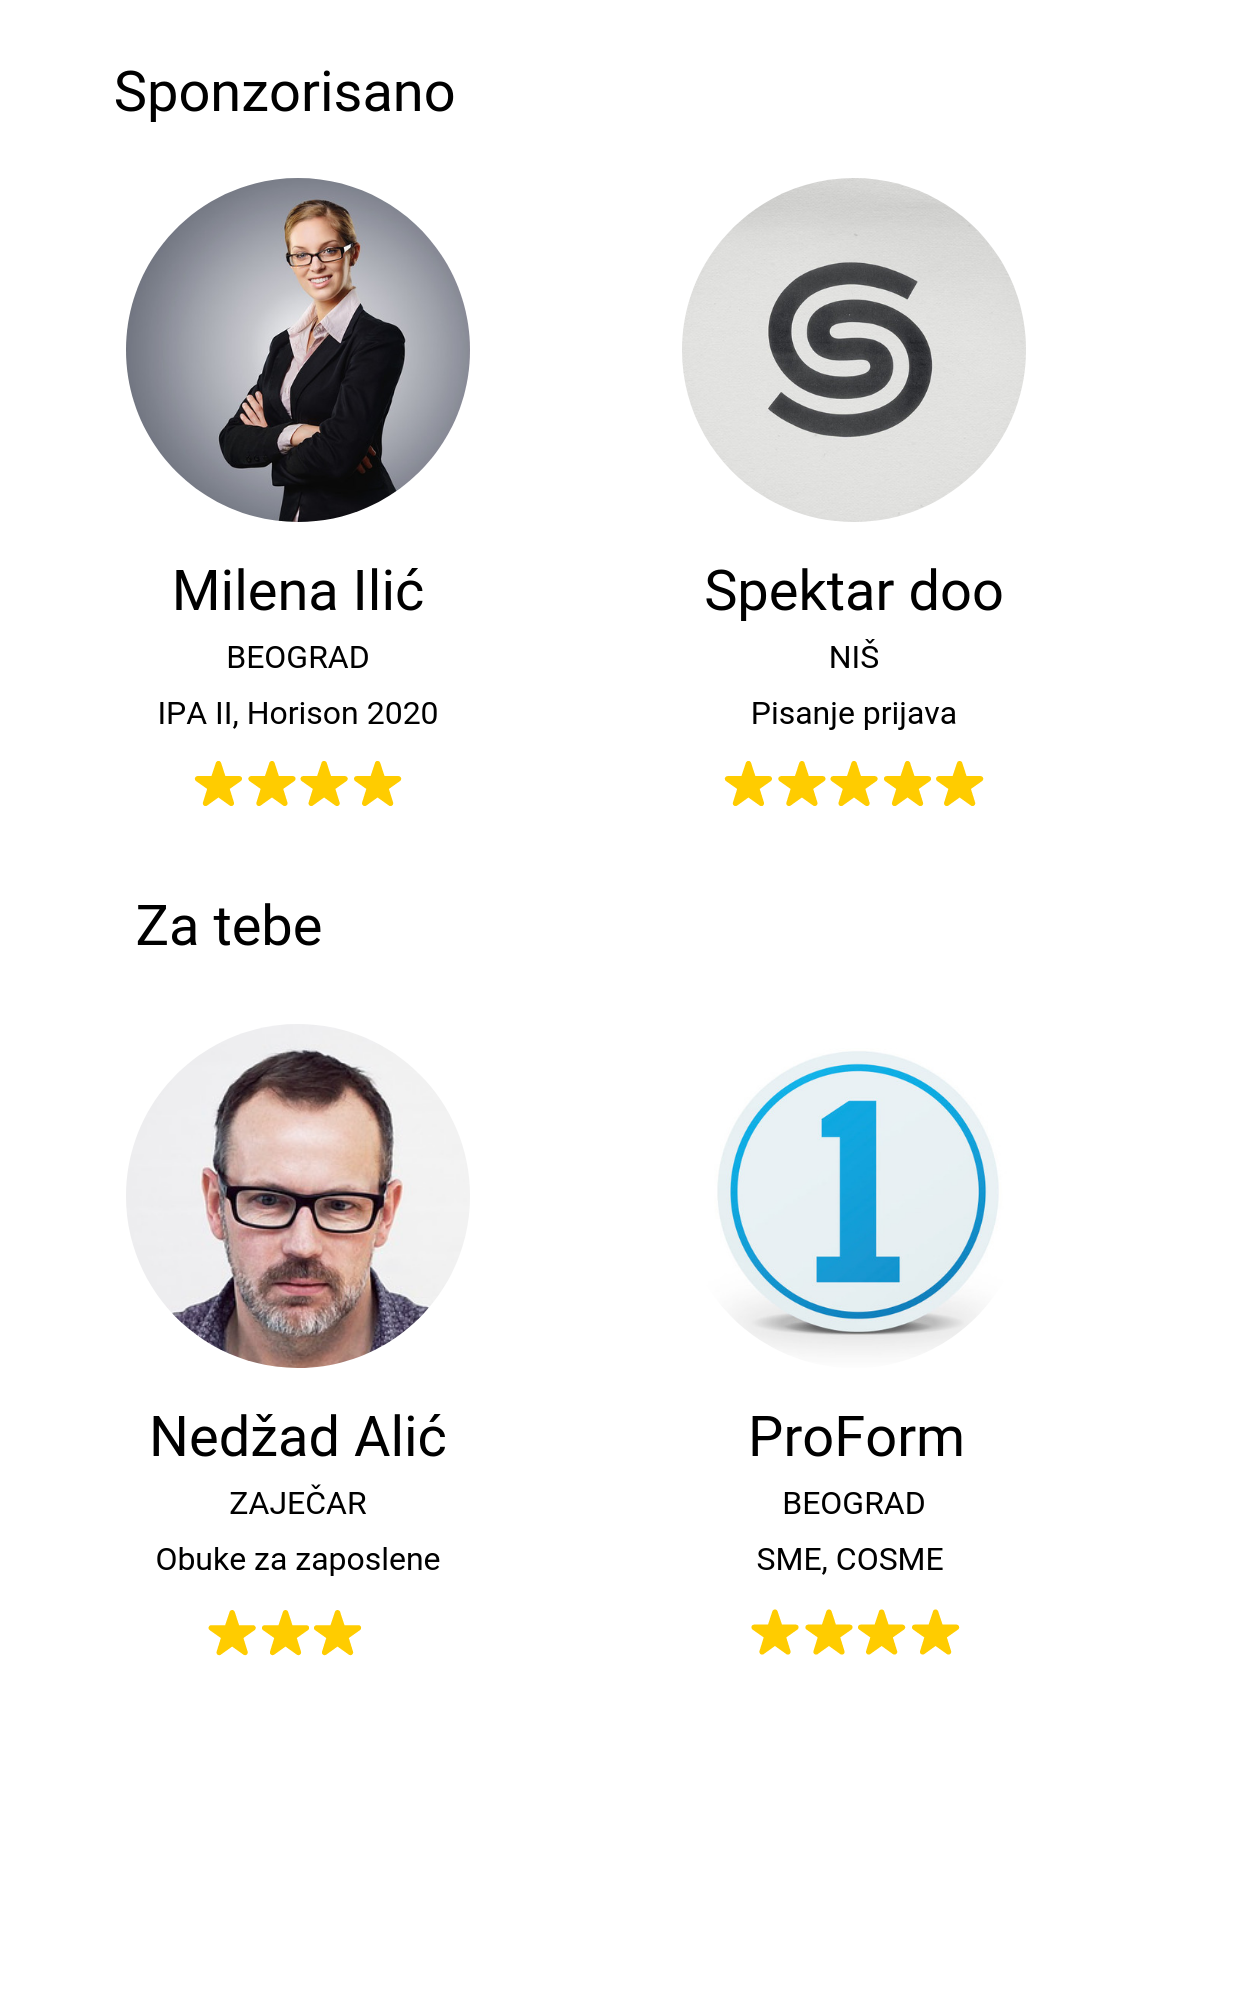 Sponzorisano
Milena Ilić
BEOGRAD
IPA II, Horison 2020
Spektar doo
NIŠ
Pisanje prijava
Za tebe
1
Nedžad Alić
ZAJEČAR
Obuke za zaposlene
ProForm
BEOGRAD
SME, COSME